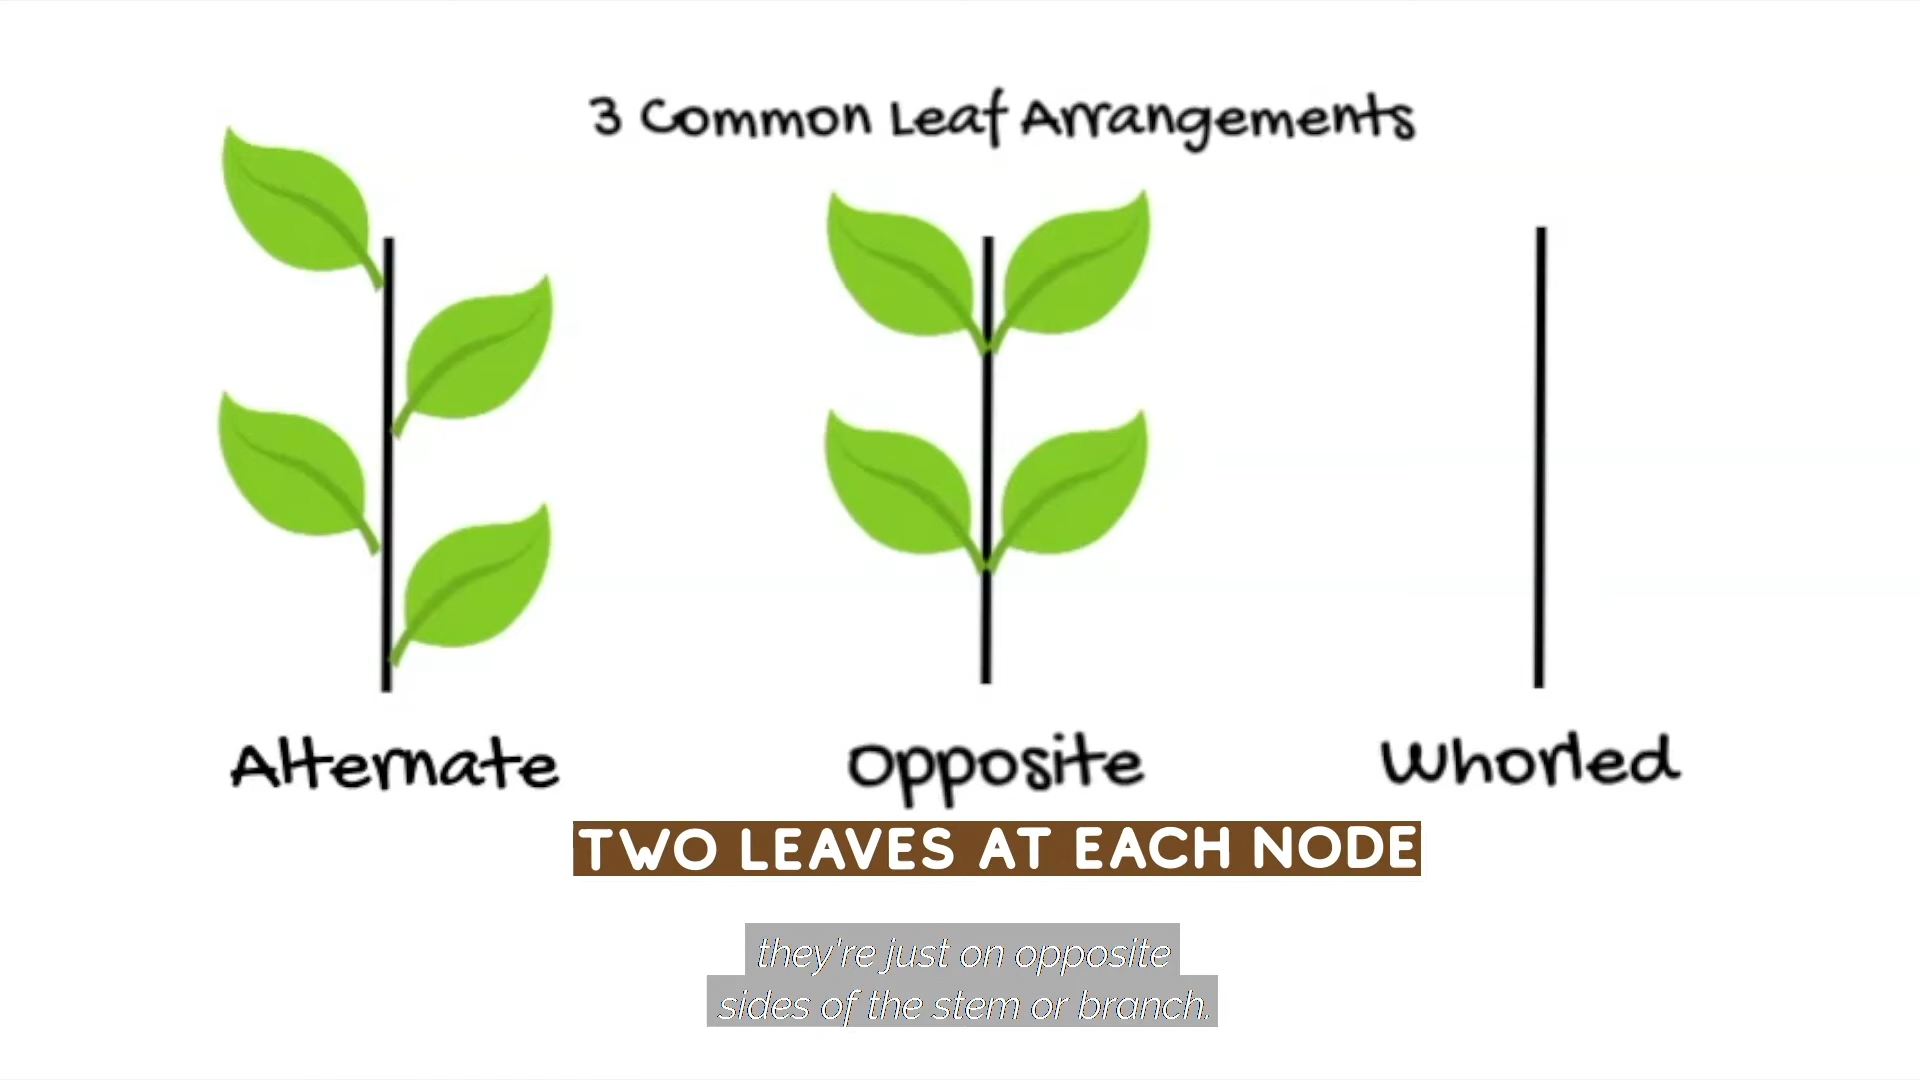 3 Common Leaf Arrangements
Alternate
Opposite
Whorled
TWO LEAVES AT EACH NODE
they're just on opposite
sides of the stem or branch.